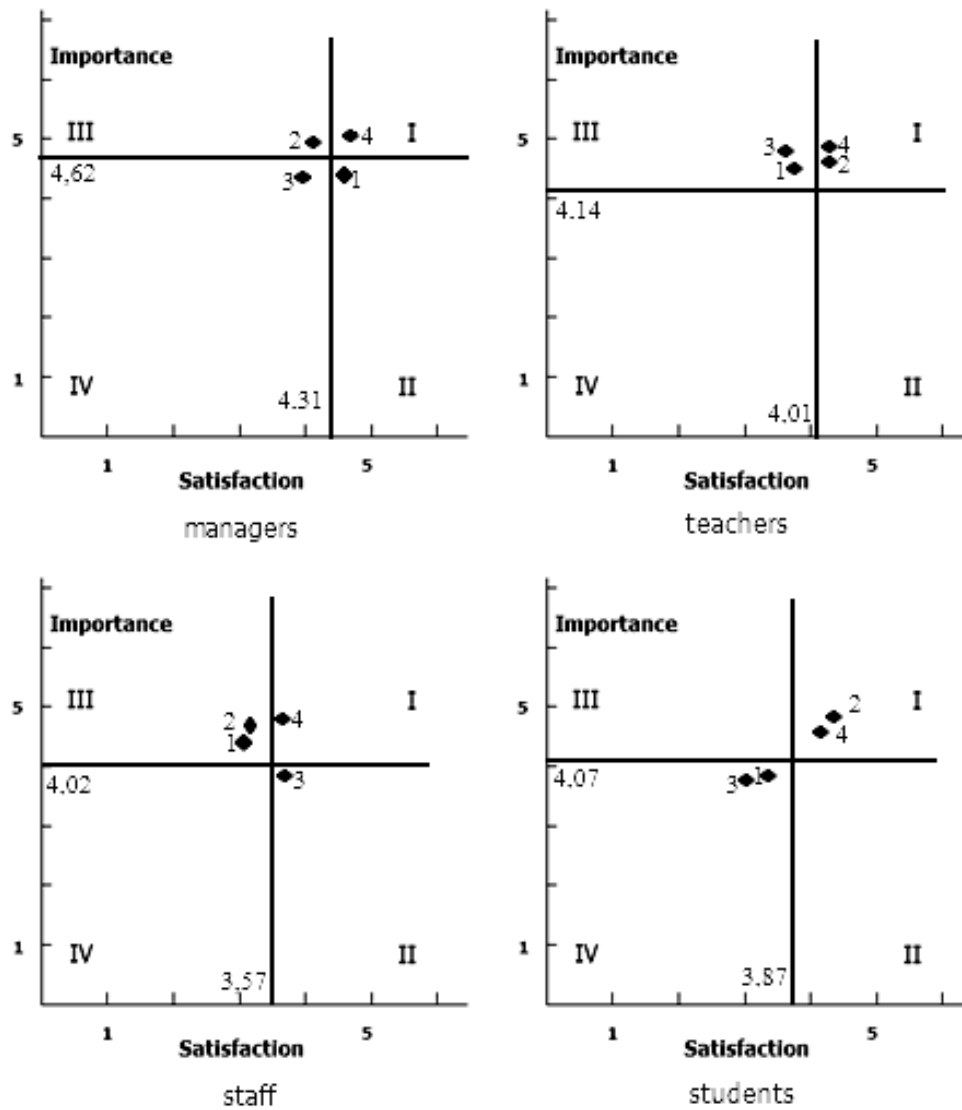 Importance
III
I
5
2
4
4,62
3
1
IV
II
1
4.31
1
5
Satisfaction
managers
Importance
III
I
5
3
4
1
2
4.14
IV
II
1
4,01
1
5
Satisfaction
teachers
Importance
III
I
5
2
4
1
4,02
3
IV
II
1
3,57
1
5
Satisfaction
staff
Importance
III
I
5
2
4
4,07
3
1
IV
II
1
3,87
1
5
Satisfaction
students